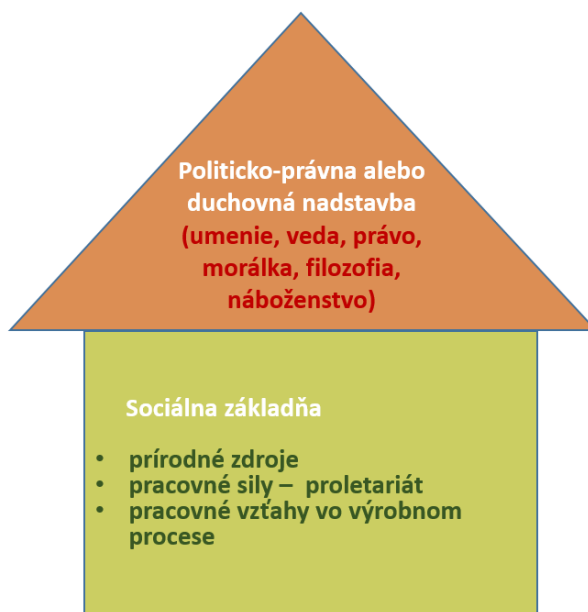 Politicko-právna alebo
duchovná nadstavba
(umenie, veda, právo,
morálka, filozofia,
náboženstvo)
Sociálna základňa
• prírodné zdroje
• pracovné sily – proletariát
• pracovné vzťahy vo výrobnom
procese